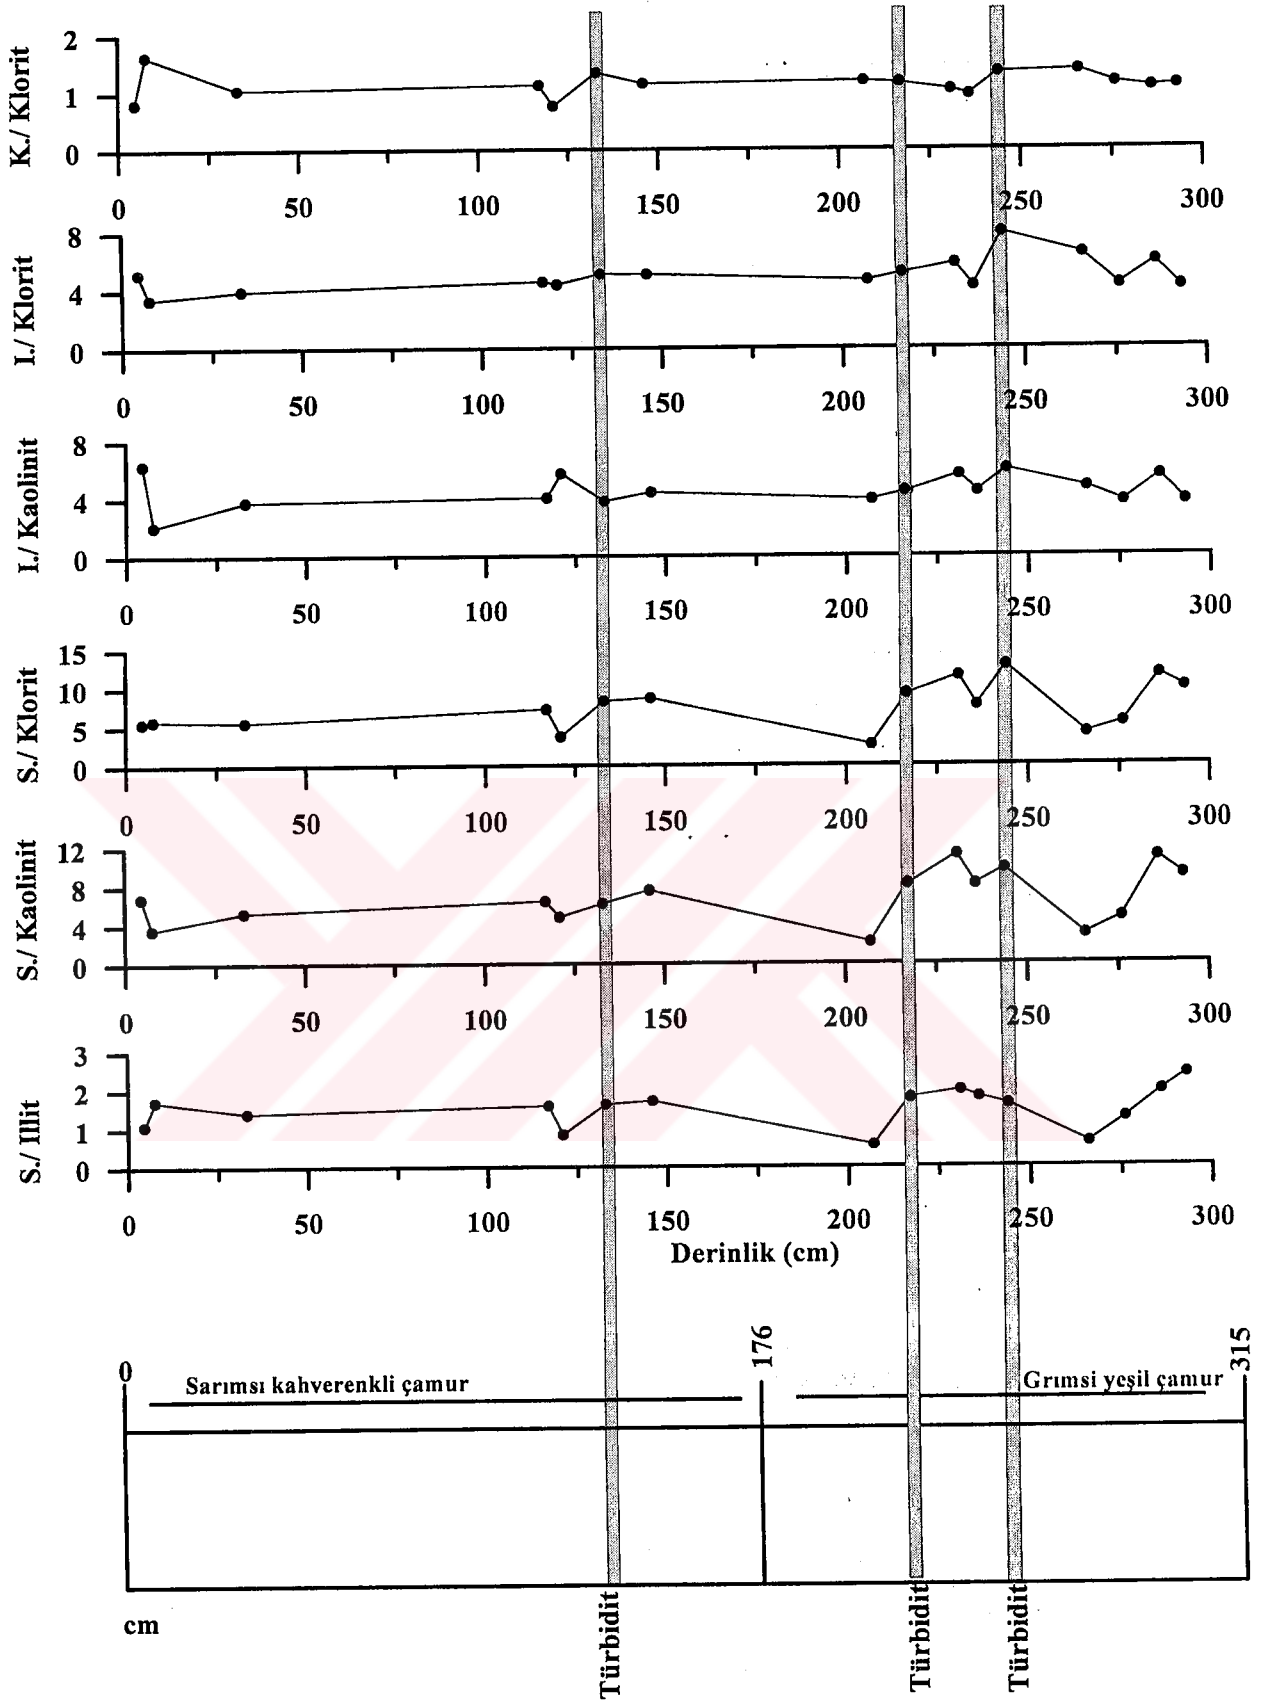 K./ Klorit
2
1
0
0 50 100 150 200 250 300
I./ Klorit
8
4
0
0 50 100 150 200 250 300
I./ Kaolinit
8
4
0
0 50 100 150 200 250 300
S./ Klorit
15
10
5
0
0 50 100 150 200 250 300
S./ Kaolinit
12
8
4
0
0 50 100 150 200 250 300
S./ Illit
3
2
1
0
0 50 100 150 200 250 300
Derinlik (cm)
0 176 315
Sarımsı kahverenkli çamur
Grımsi yeşil çamur
cm
Türbidit
Türbidit
Türbidit